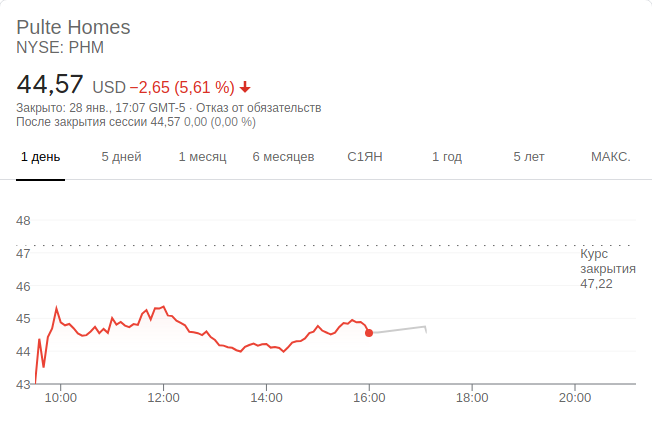 Pulte Homes
NYSE: PHM
44,57 USD −2,65 (5,61 %)
Закрыто: 28 янв., 17:07 GMT-5 · Отказ от обязательств
После закрытия сессии 44,57 0,00 (0,00 %)
1 день 5 дней 1 месяц 6 месяцев С1ЯН 1 год 5 лет МАКС.
48
47
46
45
44
43
Курс
закрытия
47,22
10:00 12:00 14:00 16:00 18:00 20:00